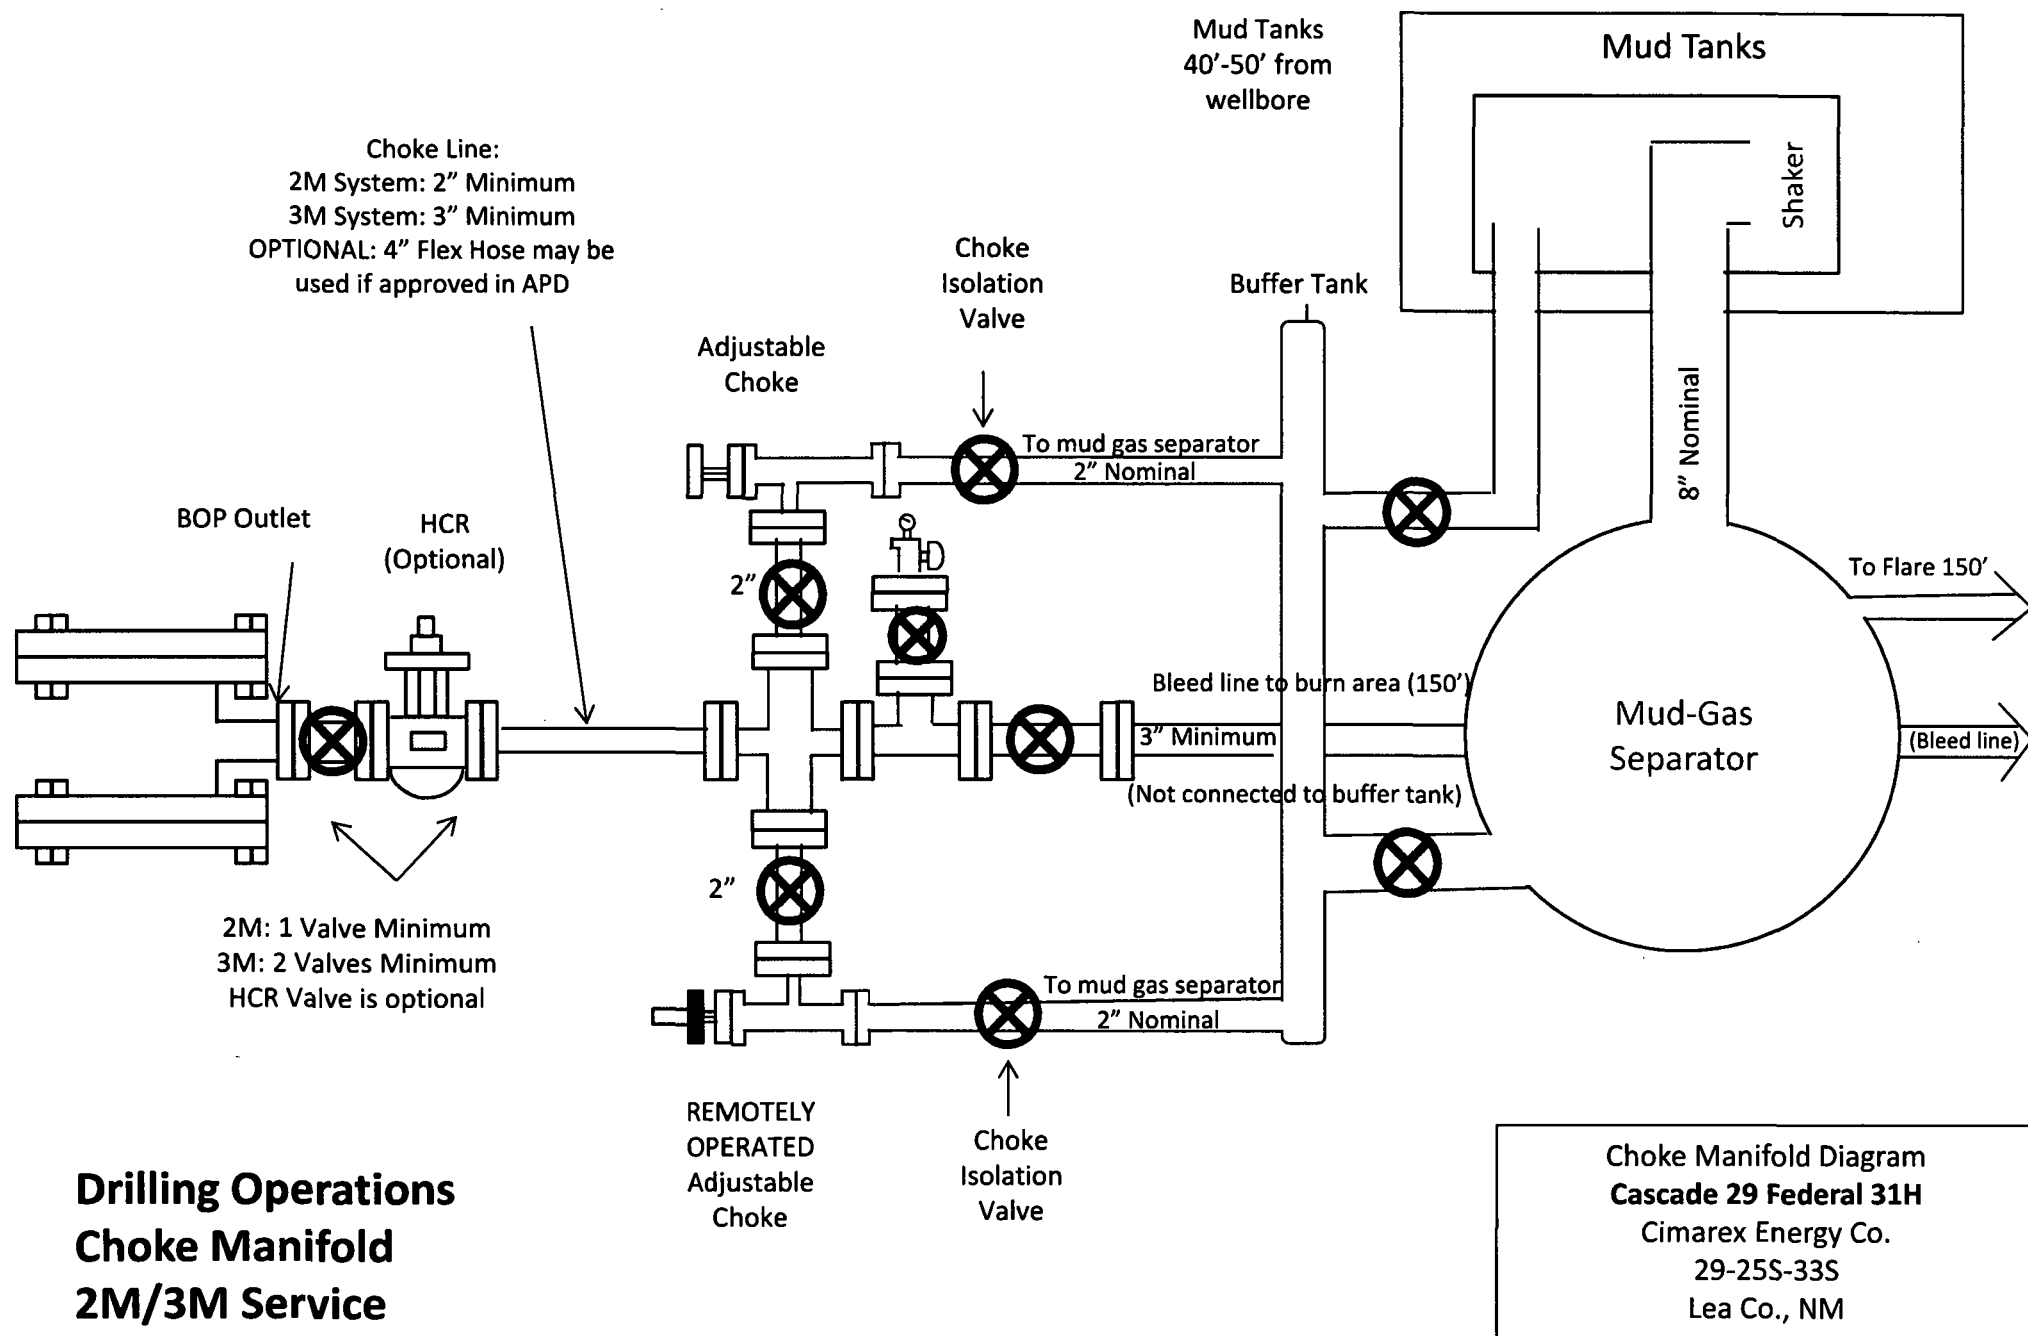 Mud Tanks
40’-50’ from
wellbore
Mud Tanks
Shaker
Choke Line:
2M System: 2” Minimum
3M System: 3” Minimum
OPTIONAL: 4” Flex Hose may be
used if approved in APD
Choke
Isolation
Valve
Buffer Tank
Adjustable
Choke
8” Nominal
To mud gas separator
2” Nominal
BOP Outlet
HCR
(Optional)
2”
To Flare 150’
Bleed line to burn area (150’)
3” Minimum
(Not connected to buffer tank)
Mud-Gas
Separator
(Bleed line)
2”
2M: 1 Valve Minimum
3M: 2 Valves Minimum
HCR Valve is optional
To mud gas separator
2” Nominal
REMOTELY
OPERATED
Adjustable
Choke
Choke
Isolation
Valve
Drilling Operations
Choke Manifold
2M/3M Service
Choke Manifold Diagram
Cascade 29 Federal 31H
Cimarex Energy Co.
29-25S-33S
Lea Co., NM